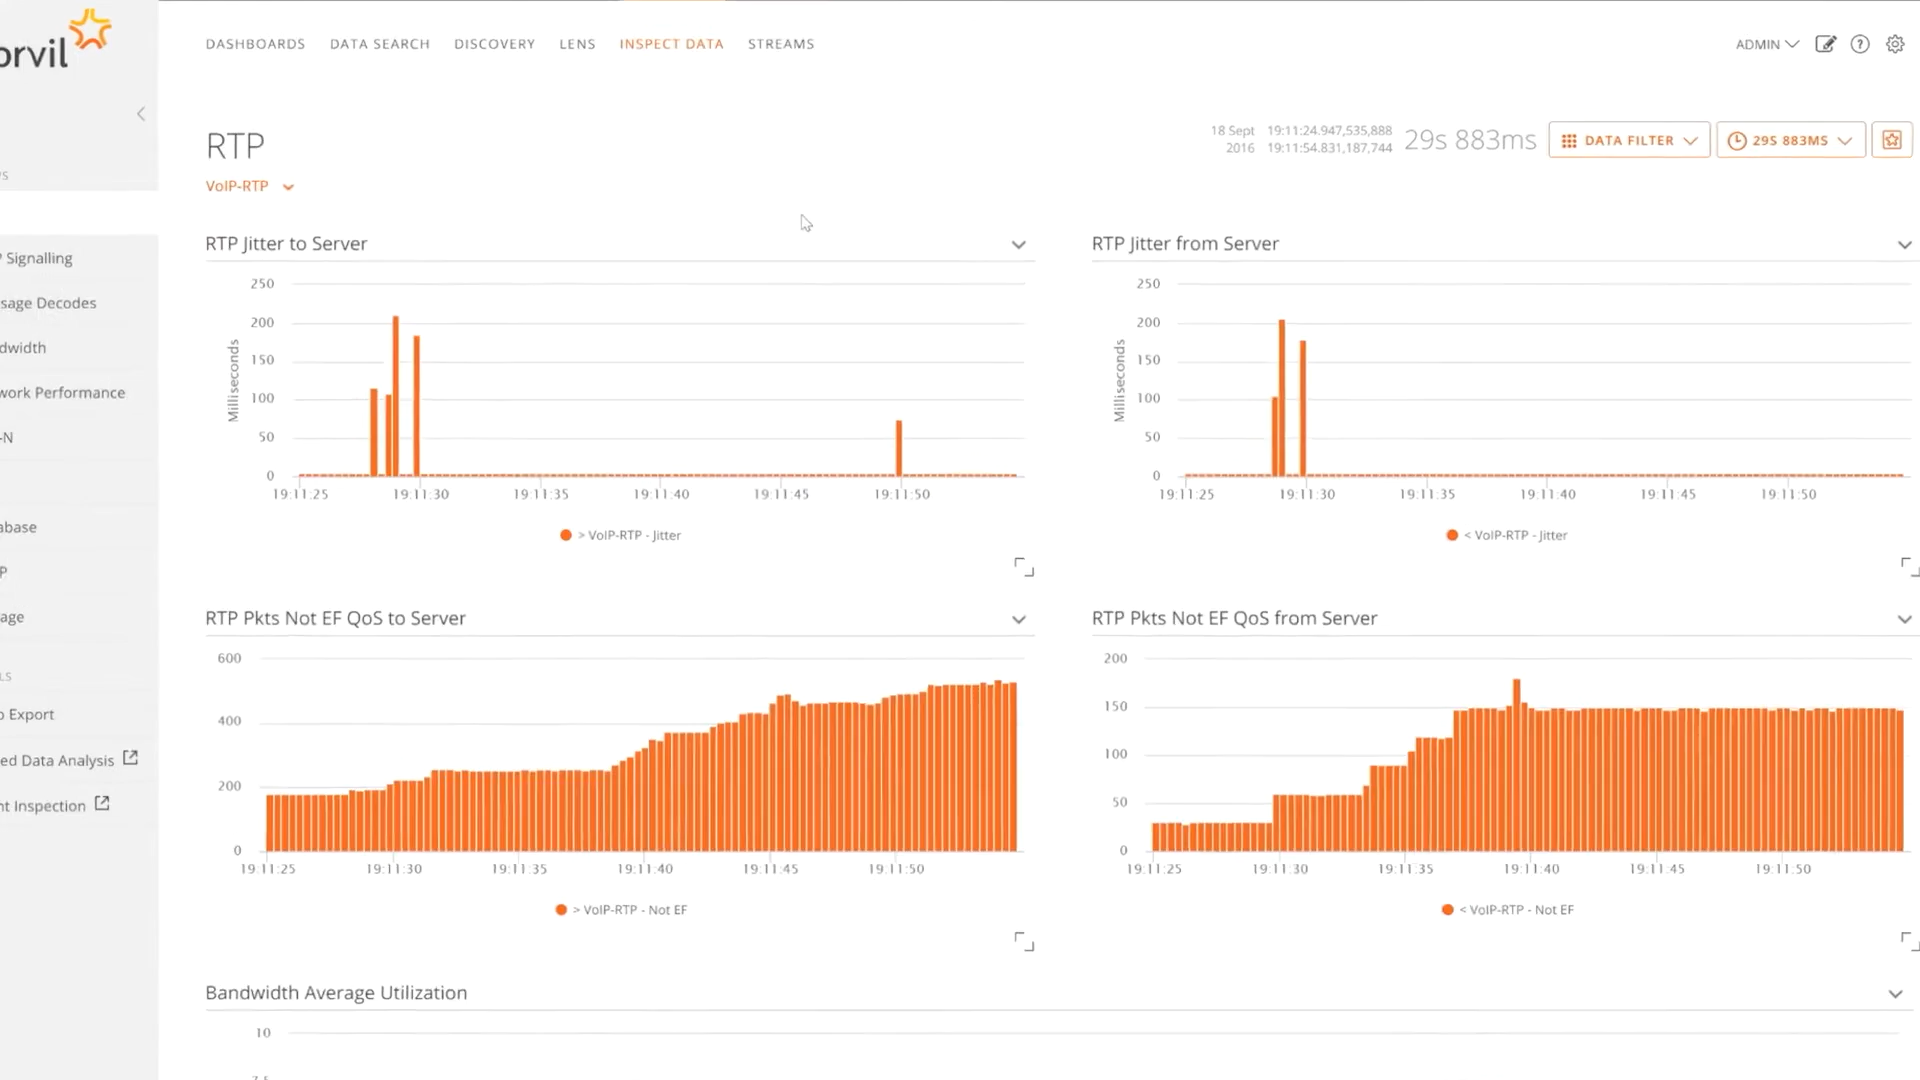 orvil
DASHBOARDS DATA SEARCH DISCOVERY LENS INSPECT DATA STREAMS
ADMIN
RTP
18 Sept 19:11:24.947,535,888
2016 19:11:54.831,187,744
29s 883ms
DATA FILTER
29S 883MS
VoIP-RTP
Signalling
sage Decodes
dwidth
work Performance
-N
abase
P
age
LS
Export
ed Data Analysis
nt Inspection
RTP Jitter to Server
250
200
150
100
50
0
Milliseconds
19:11:25 19:11:30 19:11:35 19:11:40 19:11:45 19:11:50
> VoIP-RTP - Jitter
RTP Jitter from Server
250
200
150
100
50
0
Milliseconds
19:11:25 19:11:30 19:11:35 19:11:40 19:11:45 19:11:50
< VoIP-RTP - Jitter
RTP Pkts Not EF QoS to Server
600
400
200
0
19:11:25 19:11:30 19:11:35 19:11:40 19:11:45 19:11:50
> VoIP-RTP - Not EF
RTP Pkts Not EF QoS from Server
200
150
100
50
0
19:11:25 19:11:30 19:11:35 19:11:40 19:11:45 19:11:50
< VoIP-RTP - Not EF
Bandwidth Average Utilization
10